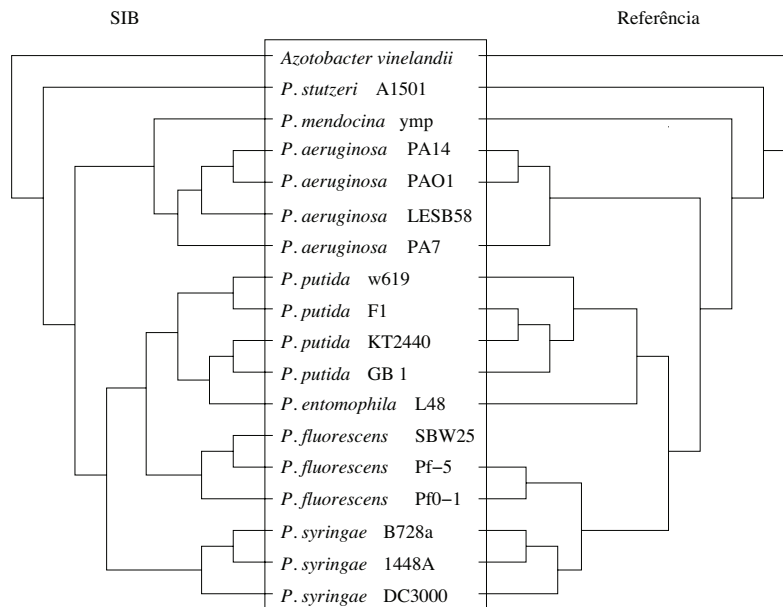 SIB Referência
Azotobacter vinelandii
P. stutzeri A1501
P. mendocina ymp
P. aeruginosa PA14
P. aeruginosa PAO1
P. aeruginosa LESB58
P. aeruginosa PA7
P. putida w619
P. putida F1
P. putida KT2440
P. putida GB 1
P. entomophila L48
P. fluorescens SBW25
P. fluorescens Pf−5
P. fluorescens Pf0−1
P. syringae B728a
P. syringae 1448A
P. syringae DC3000